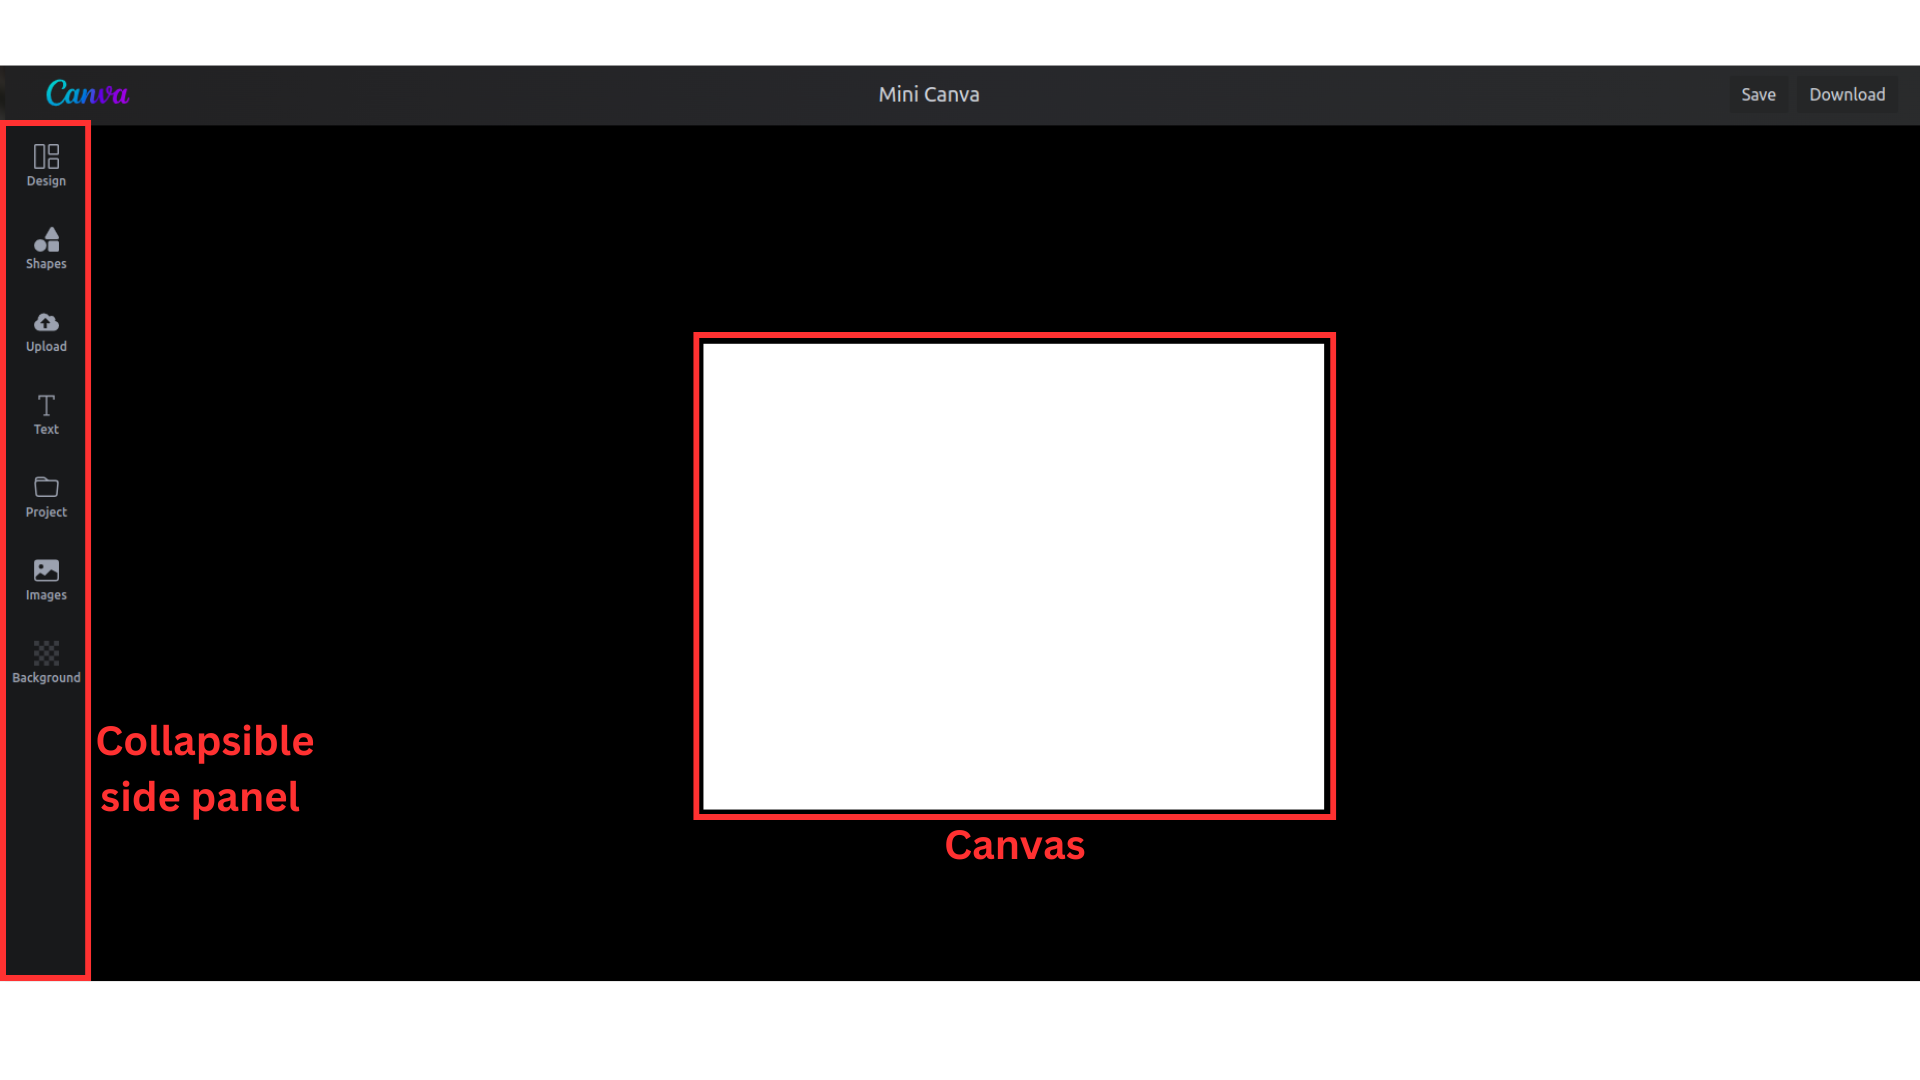 Canva
Mini Canva
Save
Download
Design
Shapes
Upload
Text
Project
Images
Background
Collapsible
side panel
Canvas